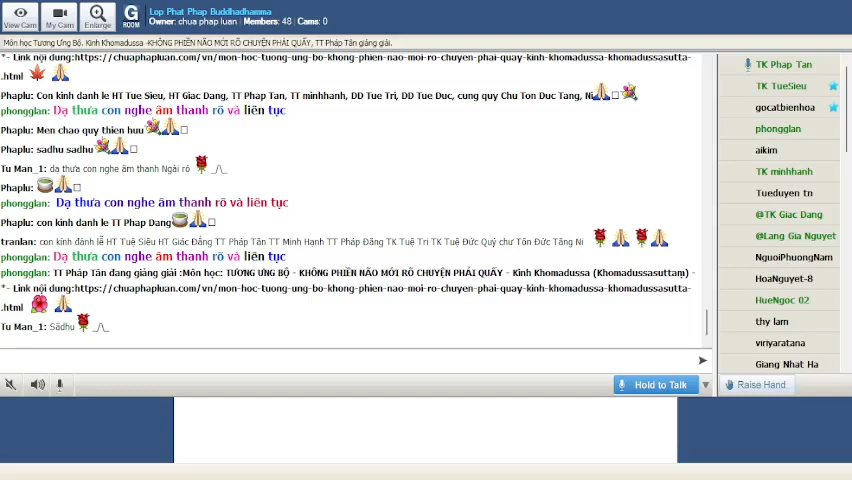 View Cam
My Cam
Enlarge
G
ROOM
Lop Phat Phap Buddhadhamma
Owner: chua phap luan | Members: 48 | Cams: 0
Môn học Tương Ưng Bộ. Kinh Khomadussa -KHÔNG PHIỀN NÃO MỚI RÕ CHUYỆN PHẢI QUẤY, TT Pháp Tân giảng giải.
*- Link nội dung:https://chuaphapluan.com/vn/mon-hoc-tuong-ung-bo-kinh-khomadussa-khong-phien-nao-moi-ro-chuyen-phai-quay-kinh-khomadussa-khomadussasutta-
.html
Phaplu: Con kinh danh le HT Tue Sieu, HT Giac Dang, TT Phap Tan, TT minhhanh, DD Tue Tri, DD Tue Duc, cung quy Chu Ton Duc Tang, Ni
phongglan: Dạ thưa con nghe âm thanh rõ và liên tục
Phaplu: Men chao quy thien huu
Phaplu: sadhu sadhu
Tu Man_1: dạ thưa con nghe âm thanh Ngài rỏ _/\_
Phaplu:
phongglan: Dạ thưa con nghe âm thanh rõ và liên tục
Phaplu: con kinh danh le TT Phap Dang
tranlan: con kính đảnh lễ HT Tuệ Siêu HT Giác Đẳng TT Pháp Tân TT Minh Hạnh TT Pháp Đăng TK Tuệ Tri TK Tuệ Đức Quý chư Tôn Đức Tăng Ni
phongglan: Dạ thưa con nghe âm thanh rõ và liên tục
phongglan: TT Pháp Tân đang giảng giải :Môn học: TƯƠNG ƯNG BỘ - KHÔNG PHIỀN NÃO MỚI RÕ CHUYỆN PHẢI QUẤY - Kinh Khomadussa (Khomadussasuttaṃ) -
*- Link nội dung:https://chuaphapluan.com/vn/mon-hoc-tuong-ung-bo-kinh-khomadussa-khong-phien-nao-moi-ro-chuyen-phai-quay-kinh-khomadussa-khomadussasutta-
.html
Tu Man_1: Sādhu _/\_
Hold to Talk
TK Phap Tan
TK TueSieu
gocatbienhoa
phongglan
aikim
TK minhhanh
Tueduyen tn
@TK Giac Dang
@Lang Gia Nguyet
NguoiPhuongNam
HoaNguyet-8
HueNgoc 02
thy lam
viriyaratana
Giang Nhat Ha
Raise Hand